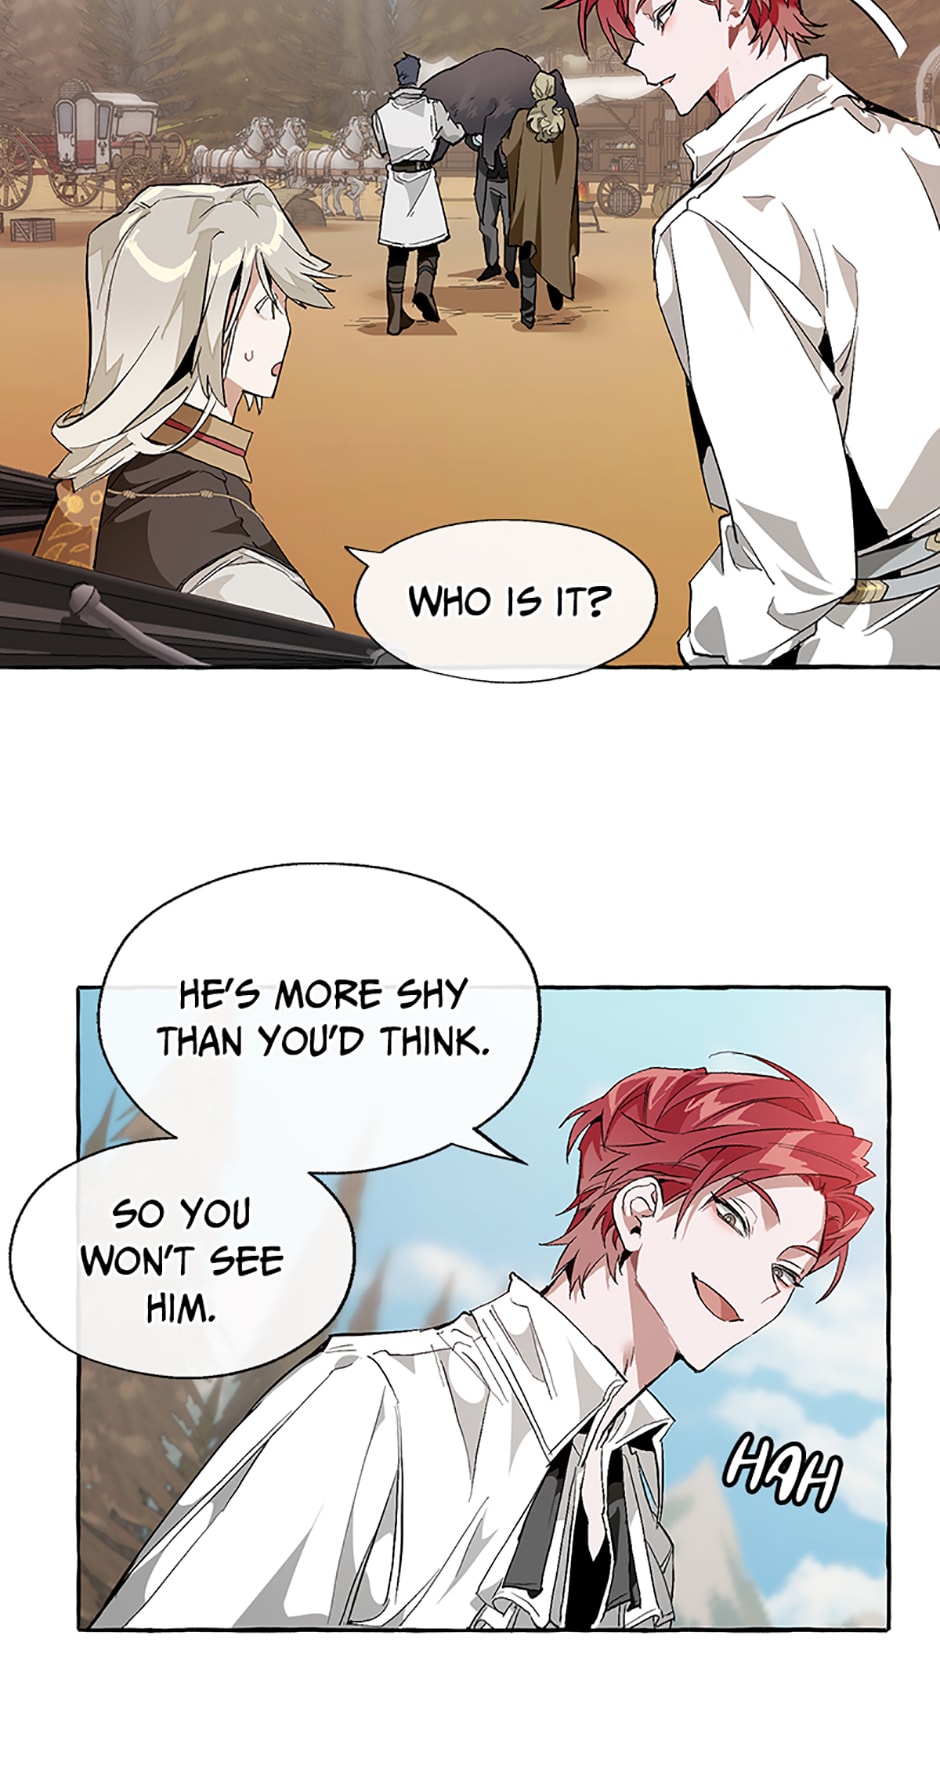 WHO IS IT?
HE'S MORE SHY
THAN YOU'D THINK.
SO YOU
WON'T SEE
HIM.
HAH